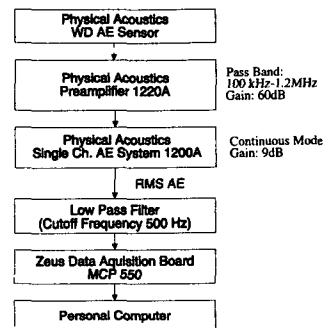 Physical Acoustics
WD AE Sensor
Physical Acoustics
Preamplifier 1220A
Pass Band:
100 kHz-1.2MHz
Gain: 60dB
Physical Acoustics
Single Ch. AE System 1200A
Continuous Mode
Gain: 9dB
RMS AE
Low Pass Filter
(Cutoff Frequency 500 Hz)
Zeus Data Aquisition Board
MCP 550
Personal Computer